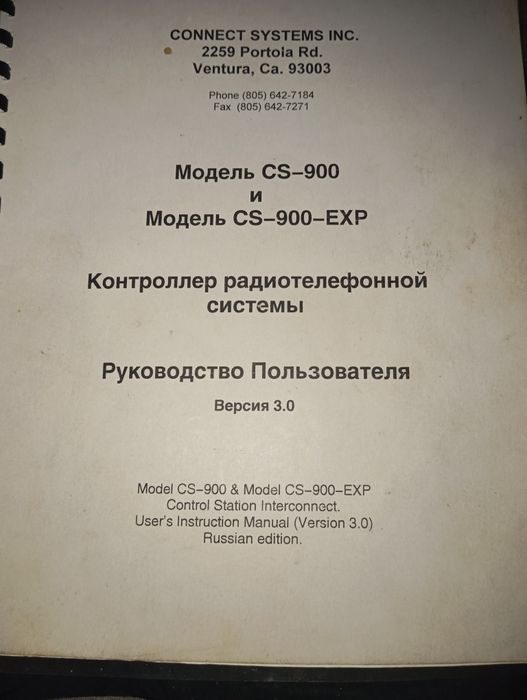 CONNECT SYSTEMS INC.
2259 Portola Rd.
Ventura, Ca. 93003
Phone (805) 642-7184
Fax (805) 642-7271
Модель CS-900
и
Модель CS-900-EXP
Контроллер радиотелефонной
системы
Руководство Пользователя
Версия 3.0
Model CS-900 & Model CS-900-EXP
Control Station Interconnect.
User's Instruction Manual (Version 3.0)
Russian edition.